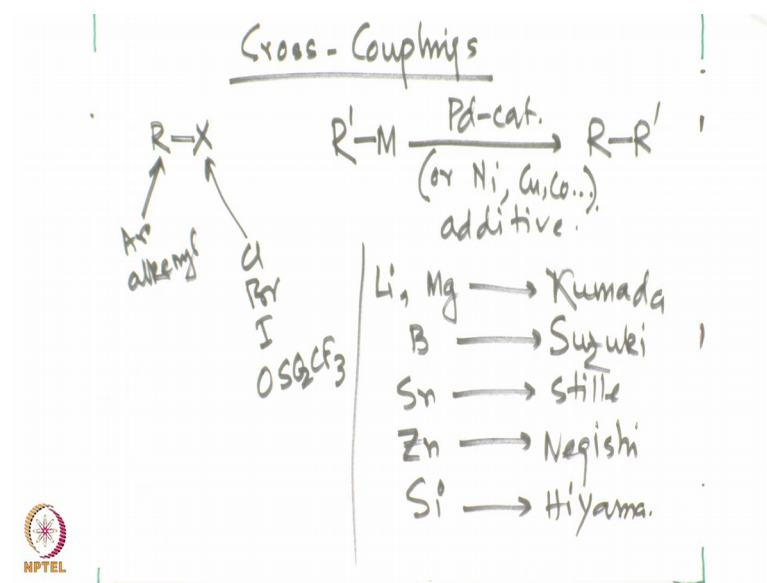 Cross-Couplings
R-X R'-M Pd-cat. → R-R'
(or Ni, Cu, Co...)
additive.
Ar
alkenyl
Cl
Br
I
OSO2CF3
Li, Mg → Kumada
B → Suzuki
Sn → Stille
Zn → Negishi
Si → Hiyama.
NPTEL